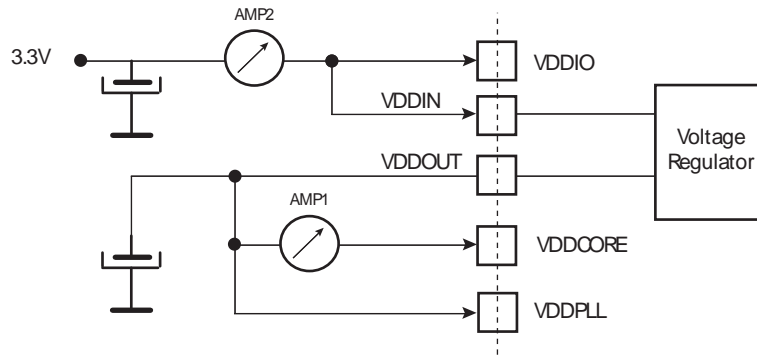 AMP2
3.3V
VDDIO
VDDIN
Voltage
Regulator
VDDOUT
AMP1
VDDCORE
VDDPLL